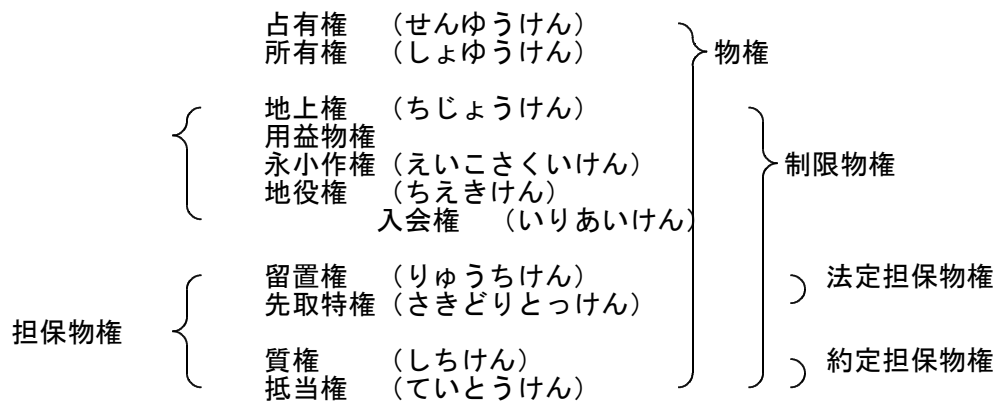 占有権 （せんゆうけん）
所有権 （しょゆうけん） 物権
地上権 （ちじょうけん）
用益物権
永小作権（えいこさくいけん） 制限物権
地役権 （ちえきけん）
入会権 （いりあいけん）
留置権 （りゅうちけん） 法定担保物権
先取特権（さきどりとっけん）
担保物権
質権 （しちけん） 約定担保物権
抵当権 （ていとうけん）